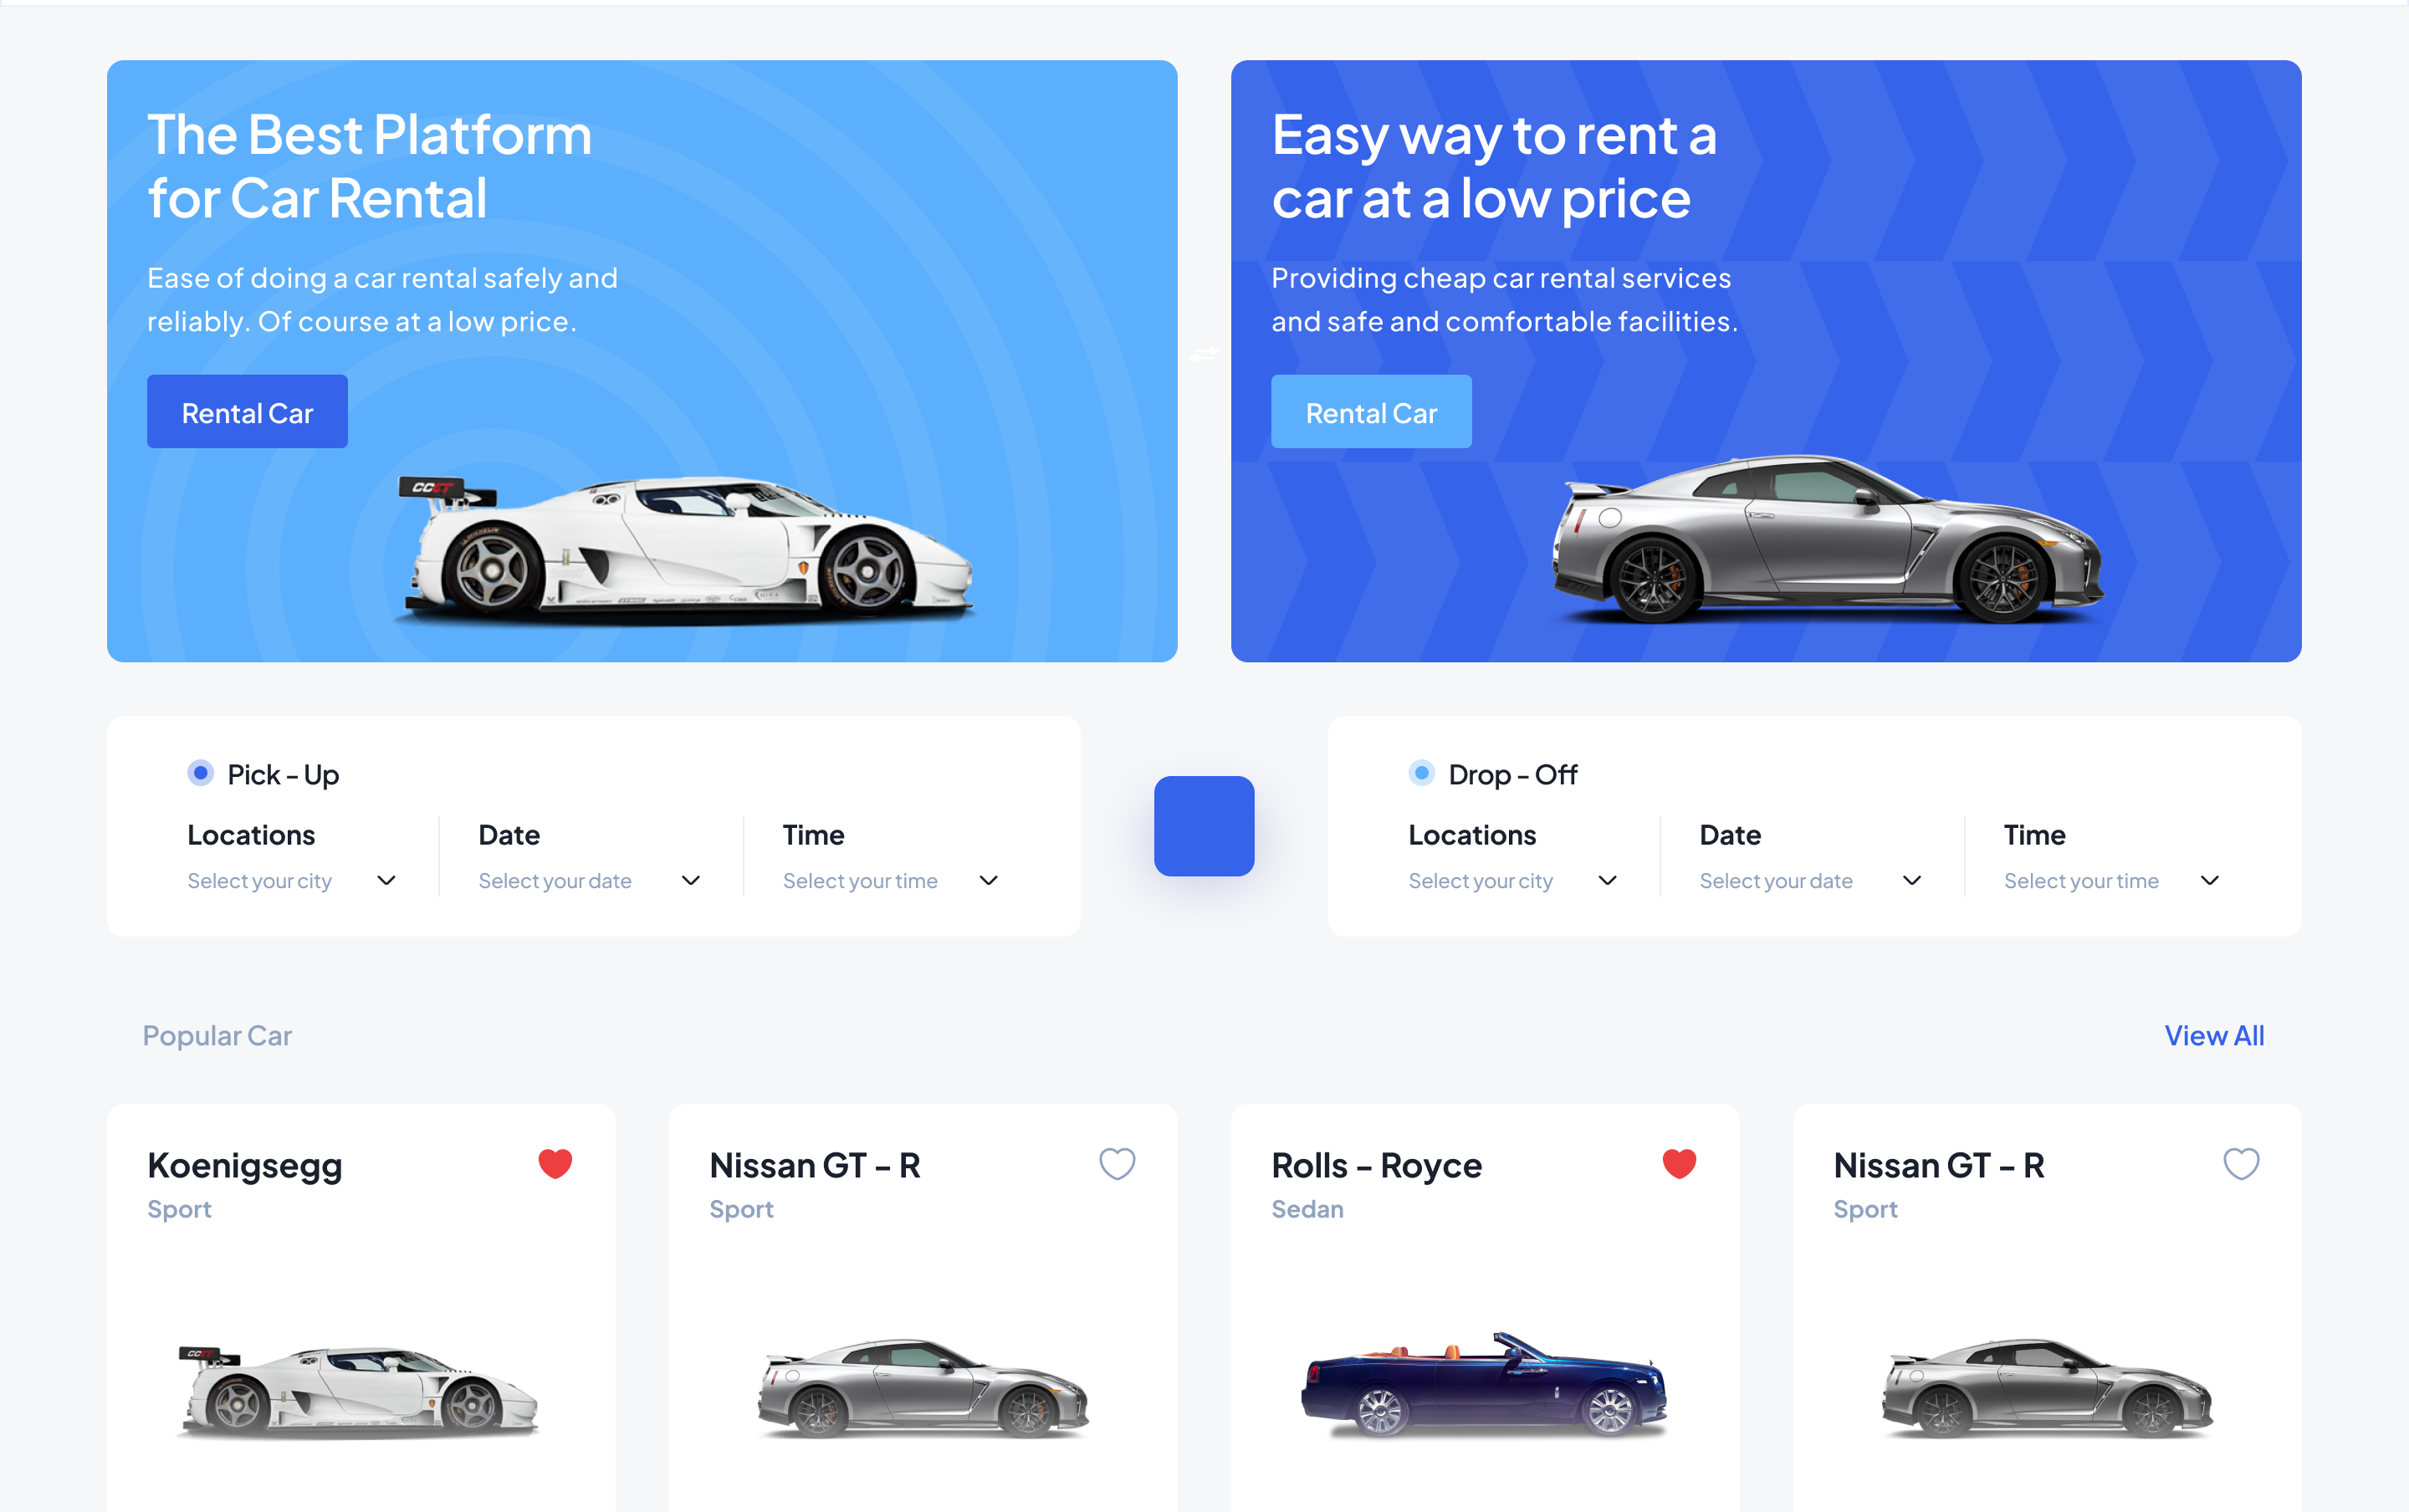 The Best Platform
for Car Rental
Ease of doing a car rental safely and
reliably. Of course at a low price.
Rental Car
Easy way to rent a
car at a low price
Providing cheap car rental services
and safe and comfortable facilities.
Rental Car
Pick - Up
Locations
Select your city
Date
Select your date
Time
Select your time
Drop - Off
Locations
Select your city
Date
Select your date
Time
Select your time
Popular Car
View All
Koenigsegg
Sport
Nissan GT - R
Sport
Rolls - Royce
Sedan
Nissan GT - R
Sport